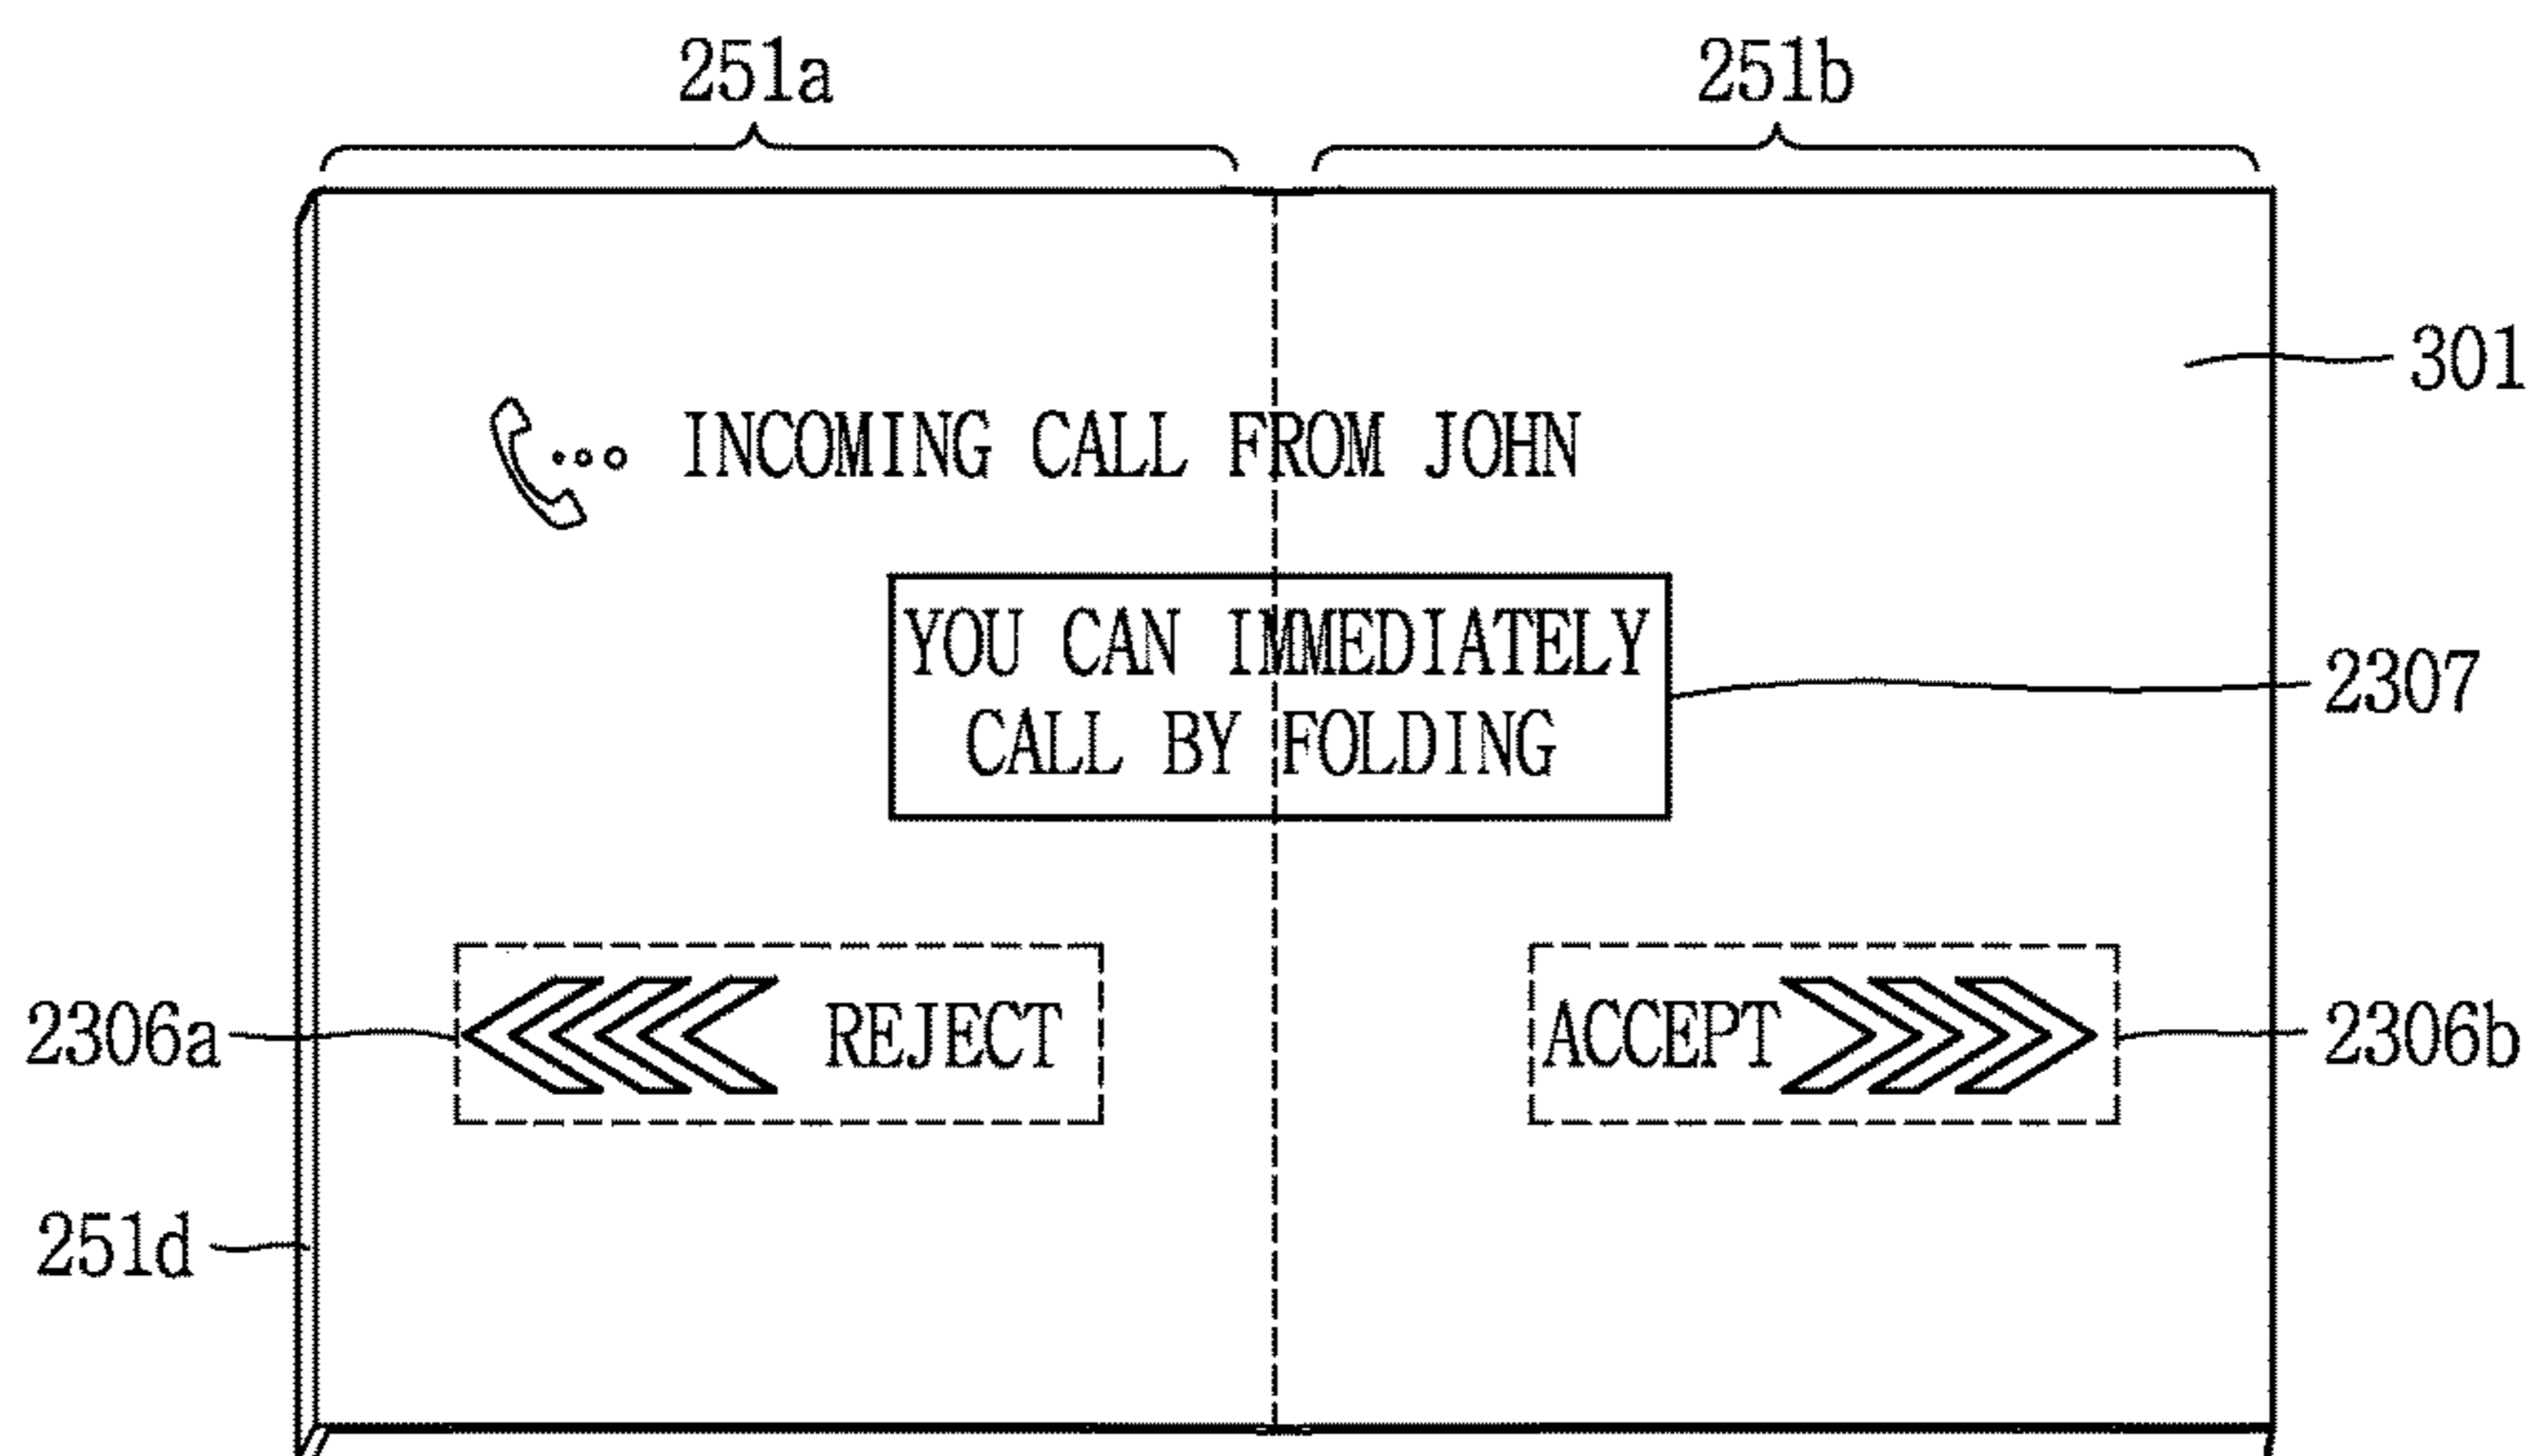 251a 251b
301
INCOMING CALL FROM JOHN
YOU CAN IMMEDIATELY
CALL BY FOLDING
2307
2306a REJECT ACCEPT 2306b
251d